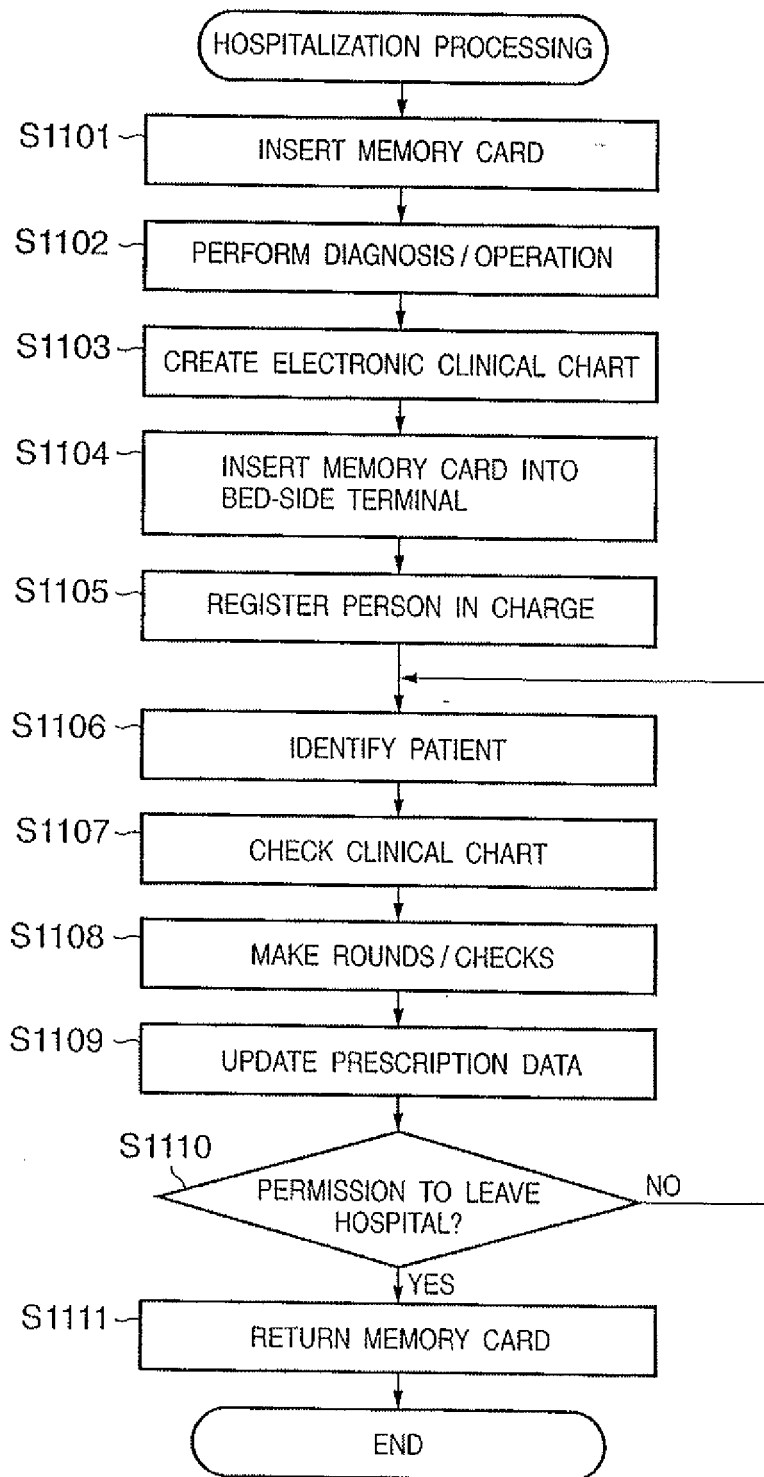 HOSPITALIZATION PROCESSING
S1101
INSERT MEMORY CARD
S1102
PERFORM DIAGNOSIS / OPERATION
S1103
CREATE ELECTRONIC CLINICAL CHART
S1104
INSERT MEMORY CARD INTO
BED-SIDE TERMINAL
S1105
REGISTER PERSON IN CHARGE
S1106
IDENTIFY PATIENT
S1107
CHECK CLINICAL CHART
S1108
MAKE ROUNDS / CHECKS
S1109
UPDATE PRESCRIPTION DATA
S1110
PERMISSION TO LEAVE
HOSPITAL?
NO
YES
S1111
RETURN MEMORY CARD
END